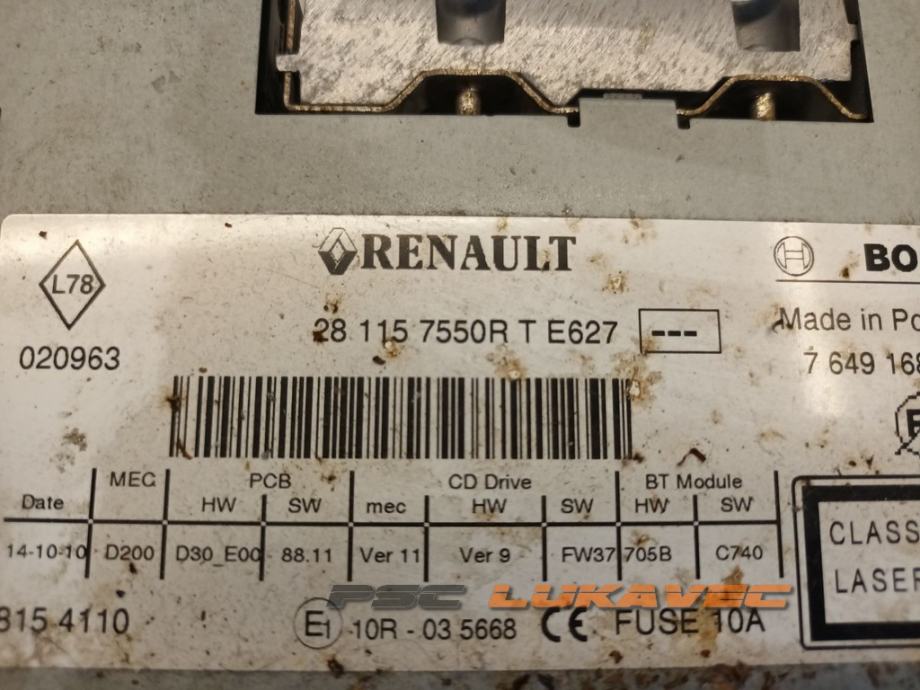 L78
RENAULT
BO
28 115 7550R T E627 ---
Made in Po
020963
7 649 168
MEC PCB CD Drive BT Module
Date HW SW mec HW SW HW SW
14-10-10 D200 D30_E00 88.11 Ver 11 Ver 9 FW37 705B C740
CLASS
LASER
PSC LUKAVEC
815 4110 E1 10R - 03 5668 CE FUSE 10A